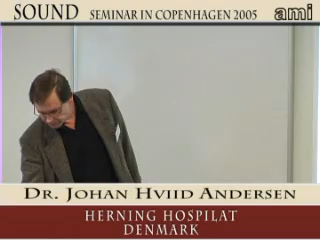 SOUND SEMINAR IN COPENHAGEN 2005 ami
DR. JOHAN HVIID ANDERSEN
HERNING HOSPILAT
DENMARK